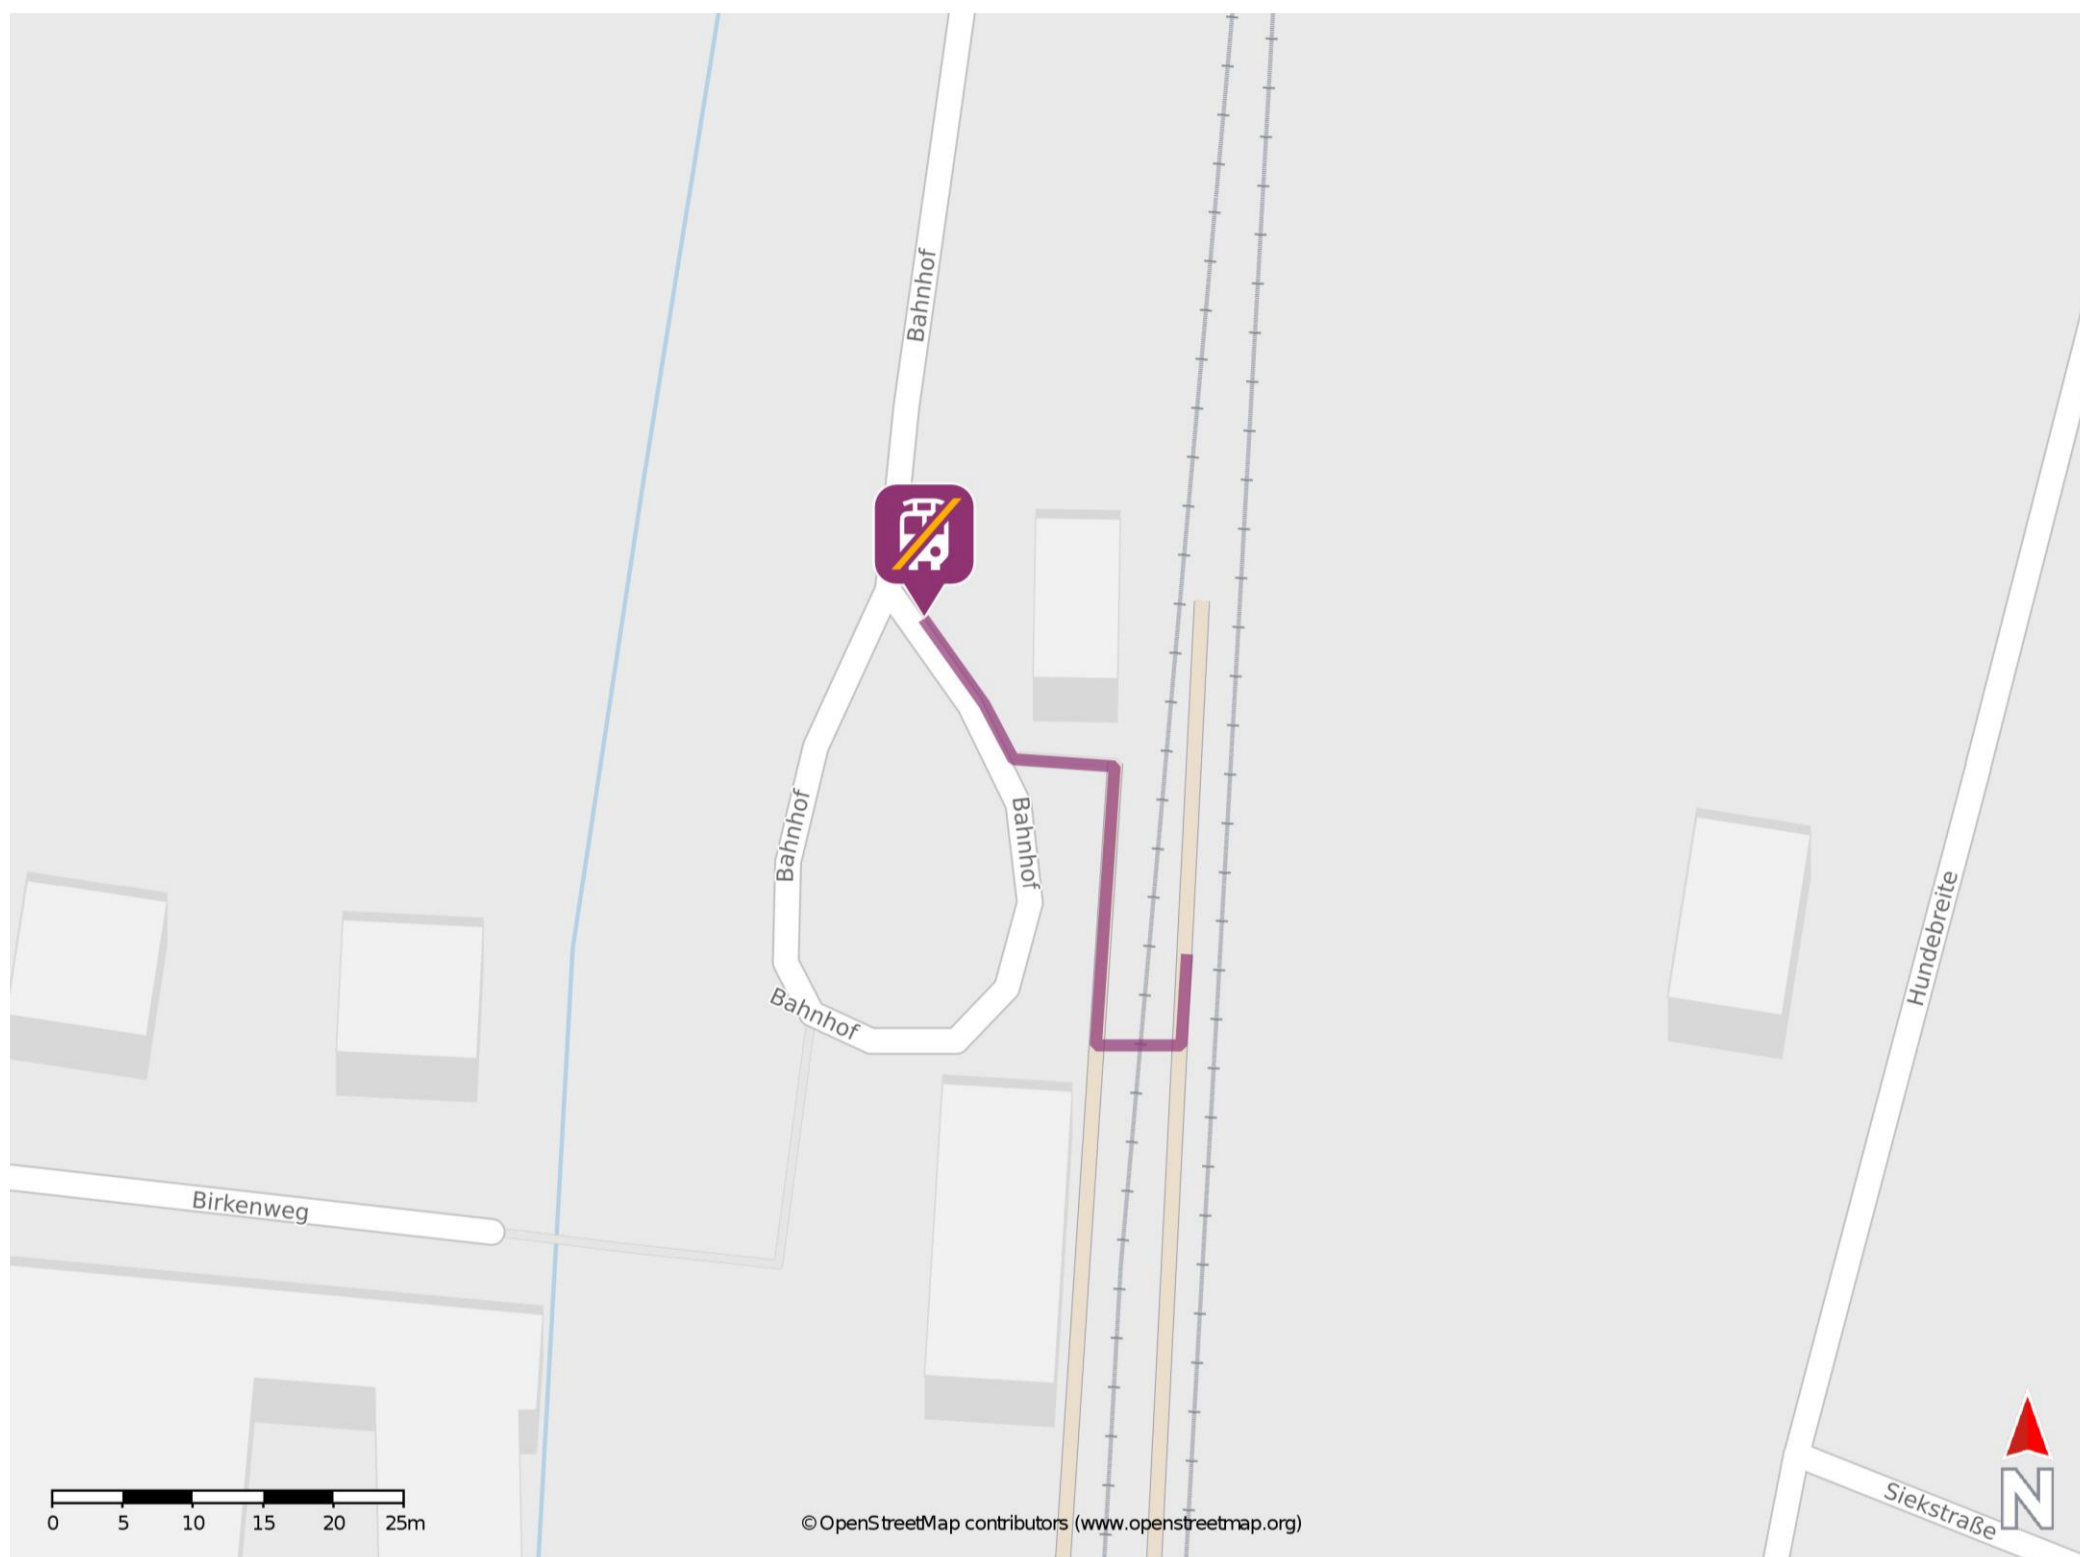 Bahnhof
Bahnhof
Bahnhof
Bahnhof
Hundebreite
Birkenweg
Siekstraße
N
0 5 10 15 20 25m
© OpenStreetMap contributors (www.openstreetmap.org)